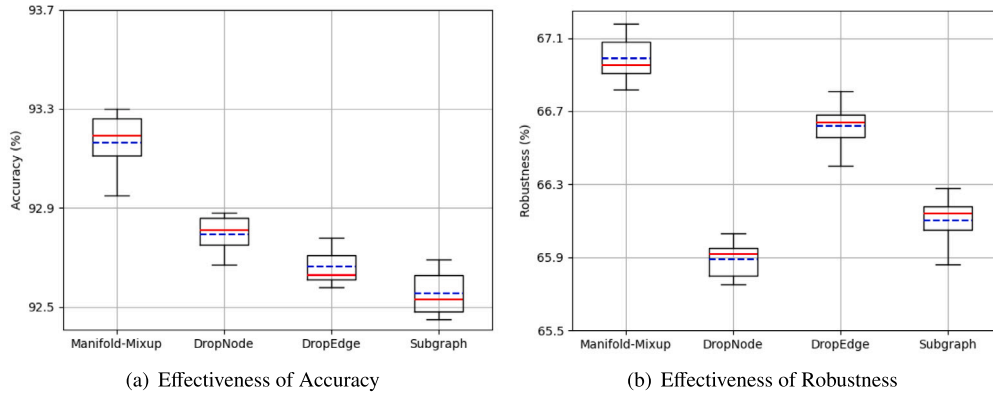 93.7
93.3
92.9
92.5
Accuracy (%)
Manifold-Mixup DropNode DropEdge Subgraph
(a) Effectiveness of Accuracy
67.1
66.7
66.3
65.9
65.5
Robustness (%)
Manifold-Mixup DropNode DropEdge Subgraph
(b) Effectiveness of Robustness